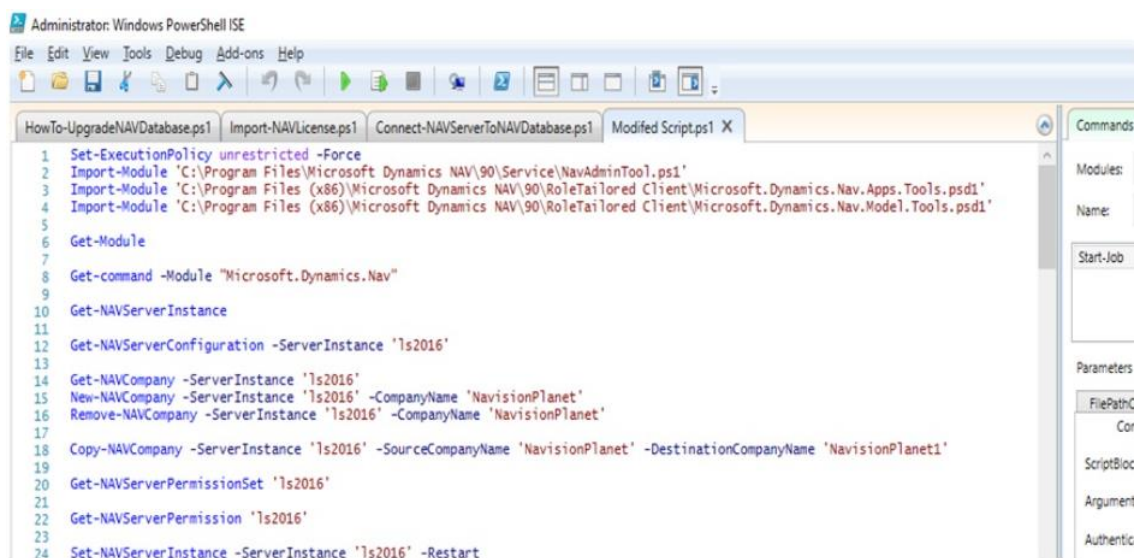 Administrator: Windows PowerShell ISE
File Edit View Tools Debug Add-ons Help
HowTo-UpgradeNAVDatabase.ps1 Import-NAVLicense.ps1 Connect-NAVServerToNAVDatabase.ps1 Modifed Script.ps1 X
Commands
1 Set-ExecutionPolicy unrestricted -Force
2 Import-Module 'C:\Program Files\Microsoft Dynamics NAV\90\Service\NavAdminTool.ps1'
3 Import-Module 'C:\Program Files (x86)\Microsoft Dynamics NAV\90\RoleTailored Client\Microsoft.Dynamics.Nav.Apps.Tools.psd1'
4 Import-Module 'C:\Program Files (x86)\Microsoft Dynamics NAV\90\RoleTailored Client\Microsoft.Dynamics.Nav.Model.Tools.psd1'
5
6 Get-Module
7
8 Get-command -Module "Microsoft.Dynamics.Nav"
9
10 Get-NAVServerInstance
11
12 Get-NAVServerConfiguration -ServerInstance 'ls2016'
13
14 Get-NAVCompany -ServerInstance 'ls2016'
15 New-NAVCompany -ServerInstance 'ls2016' -CompanyName 'NavisionPlanet'
16 Remove-NAVCompany -ServerInstance 'ls2016' -CompanyName 'NavisionPlanet'
17
18 Copy-NAVCompany -ServerInstance 'ls2016' -SourceCompanyName 'NavisionPlanet' -DestinationCompanyName 'NavisionPlanet1'
19
20 Get-NAVServerPermissionSet 'ls2016'
21
22 Get-NAVServerPermission 'ls2016'
23
24 Set-NAVServerInstance -ServerInstance 'ls2016' -Restart
Modules:
Name:
Start-Job
Parameters
FilePathC
Cor
ScriptBloc
Argument
Authentic